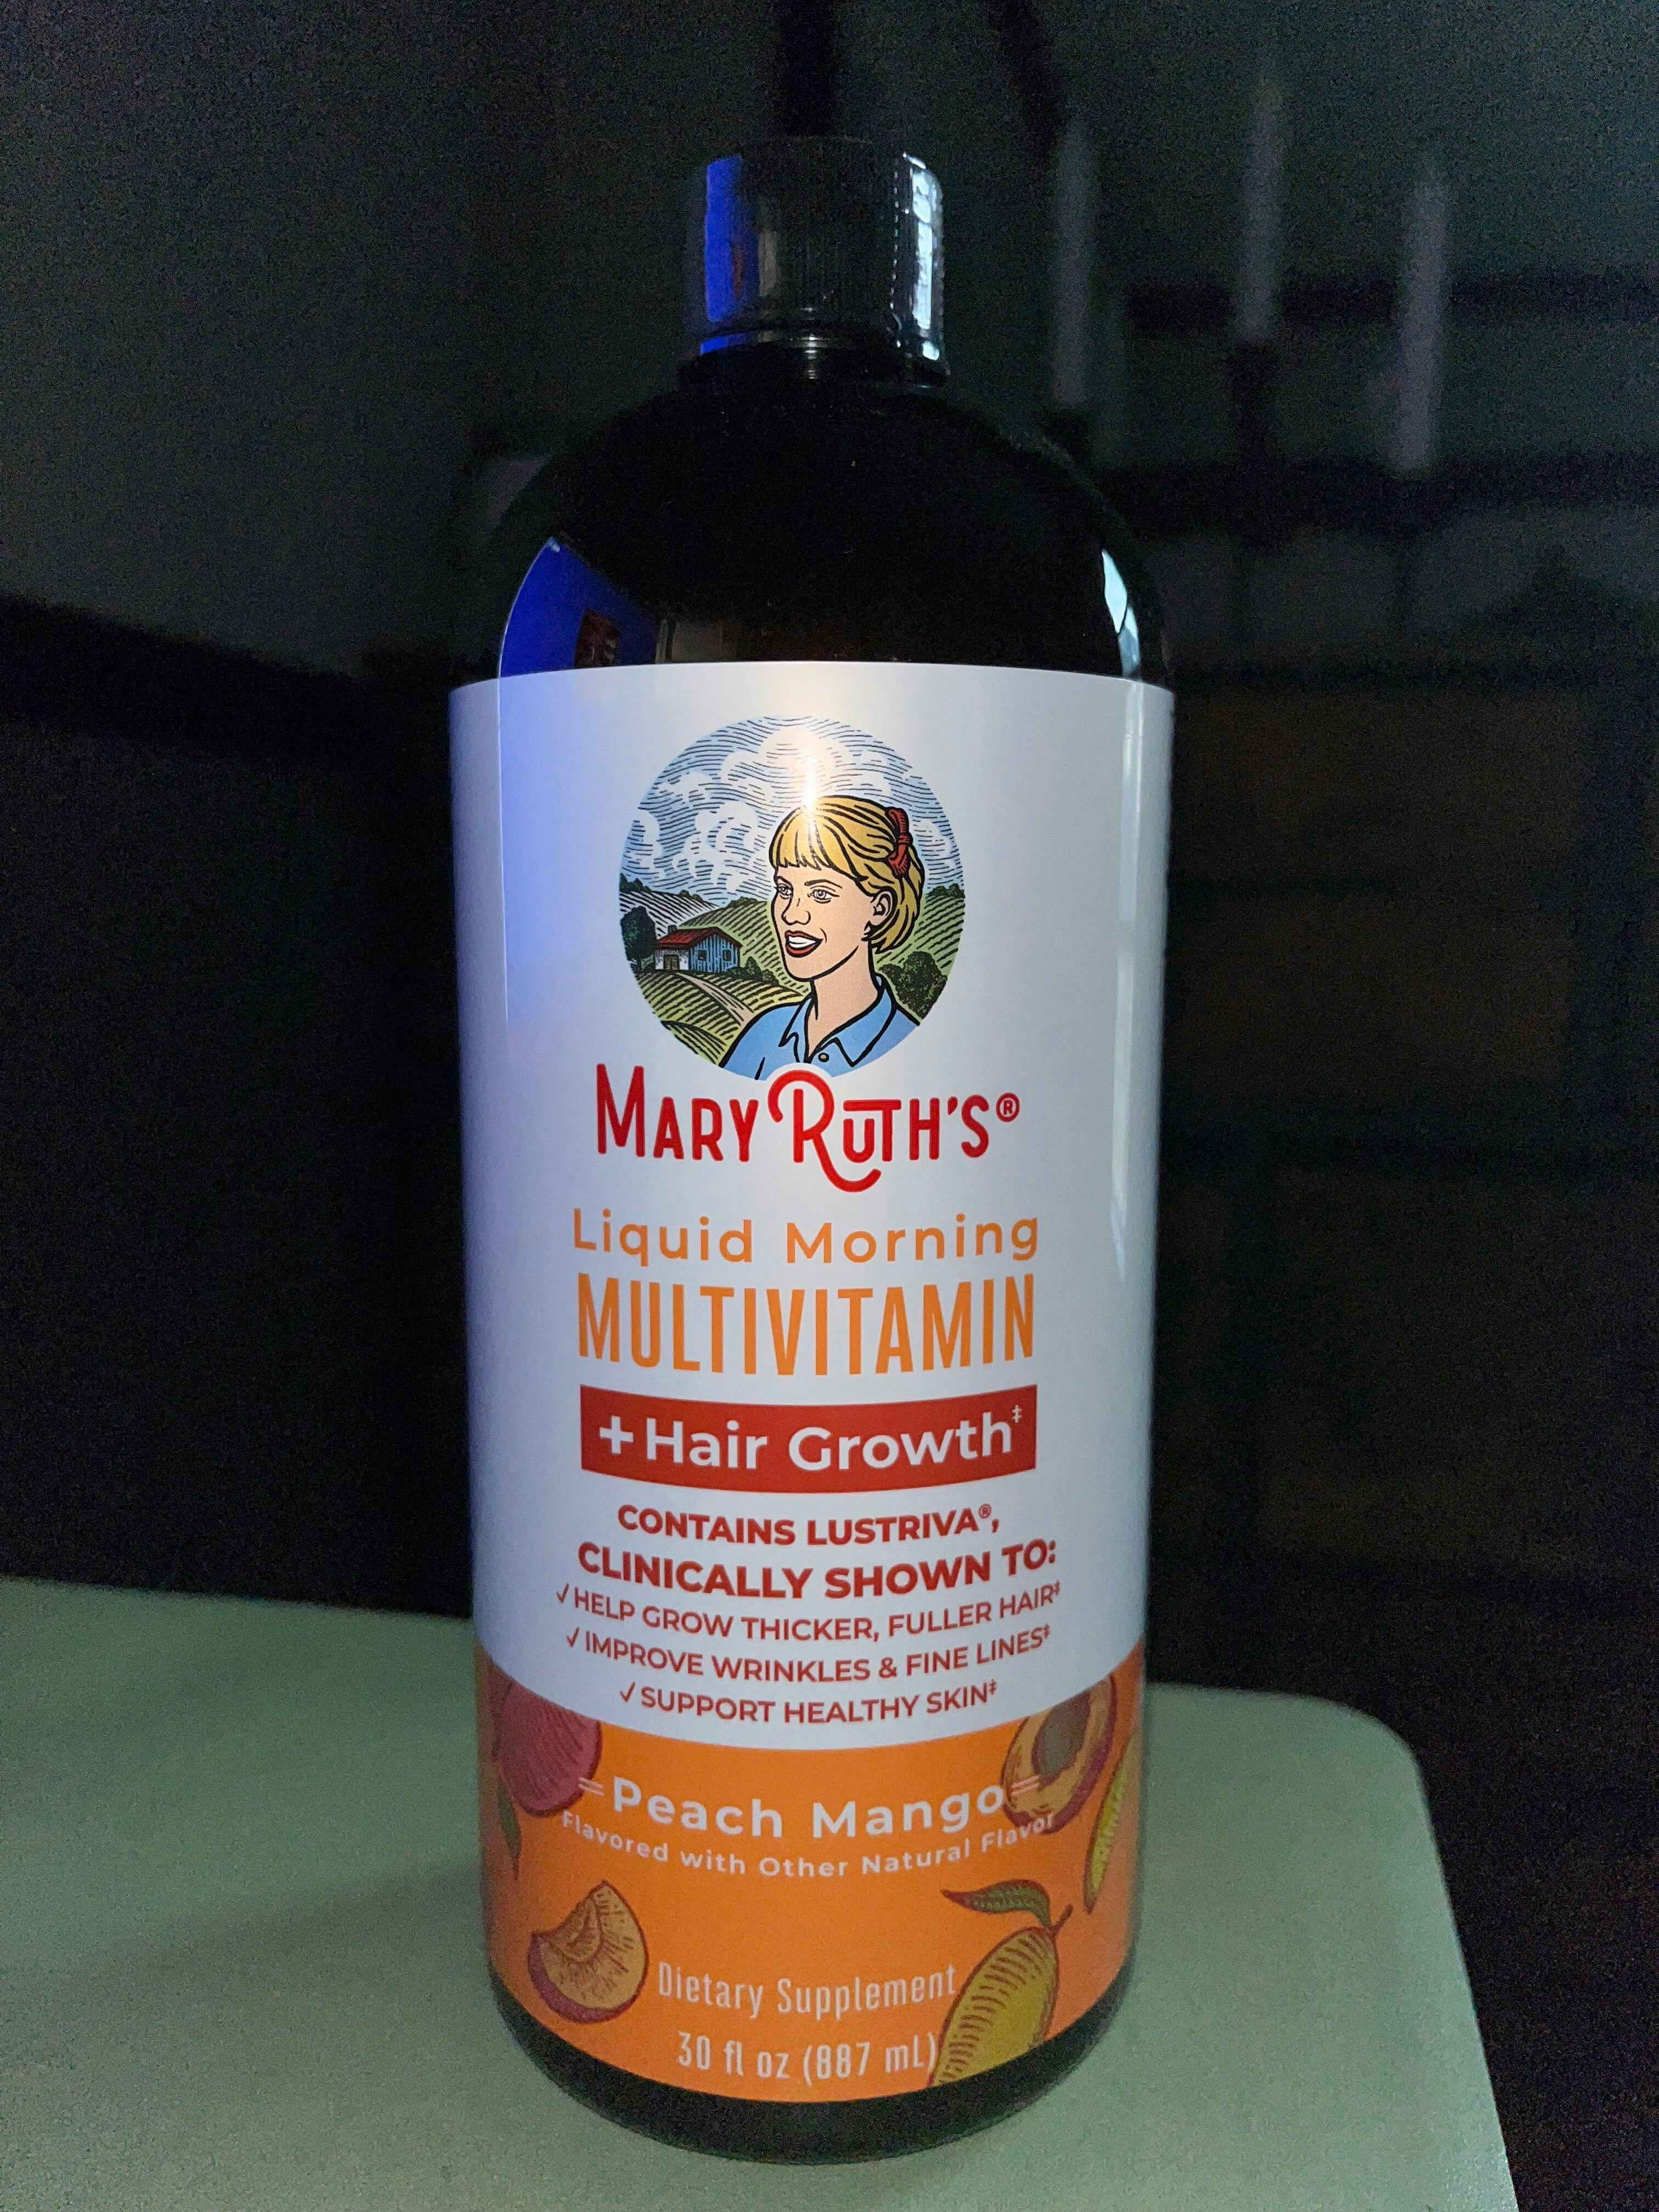 MARY RUTH'S®
Liquid Morning
MULTIVITAMIN
+Hair Growth‡
CONTAINS LUSTRIVA®,
CLINICALLY SHOWN TO:
✓HELP GROW THICKER, FULLER HAIR‡
✓IMPROVE WRINKLES & FINE LINES‡
✓SUPPORT HEALTHY SKIN‡
Peach Mango
Flavored with Other Natural Flavor
Dietary Supplement
30 fl oz (887 mL)